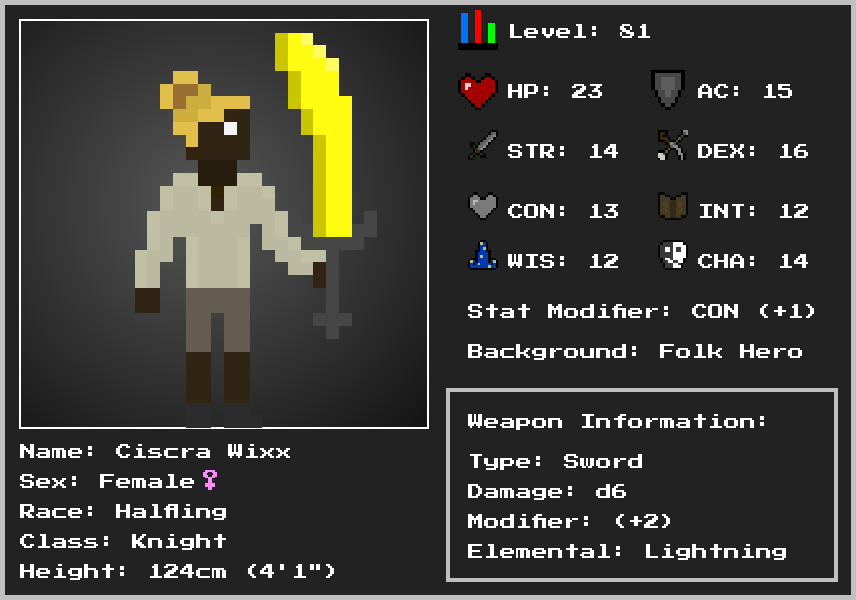 Level: 81
HP: 23 AC: 15
STR: 14 DEX: 16
CON: 13 INT: 12
WIS: 12 CHA: 14
Stat Modifier: CON (+1)
Background: Folk Hero
Weapon Information:
Type: Sword
Damage: d6
Modifier: (+2)
Elemental: Lightning
Name: Ciscra Wixx
Sex: Female♀
Race: Halfling
Class: Knight
Height: 124cm (4'1")